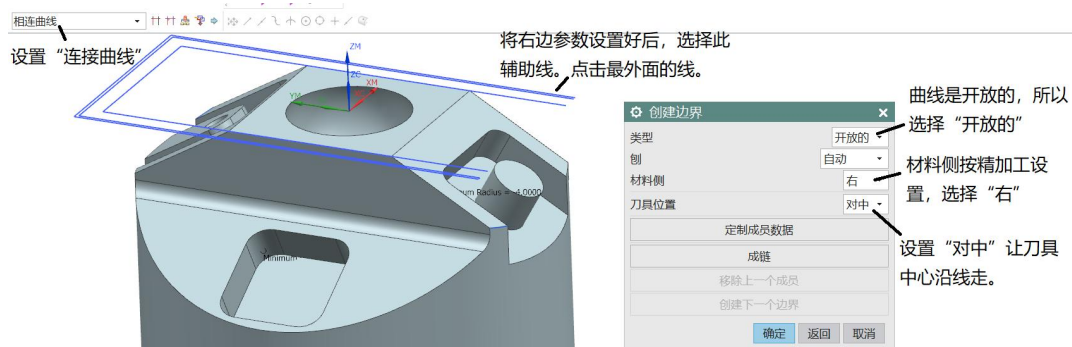 相连曲线
设置“连接曲线”
将右边参数设置好后，选择此
辅助线。点击最外面的线。
ZM
ZC
XM
YM
mum Radius = -4.0000
Minimum
创建边界
类型
开放的
刨
自动
材料侧
右
刀具位置
对中
定制成员数据
成链
移除上一个成员
创建下一个边界
确定 返回 取消
曲线是开放的，所以
选择“开放的”
材料侧按精加工设
置，选择“右”
设置“对中”让刀具
中心沿线走。